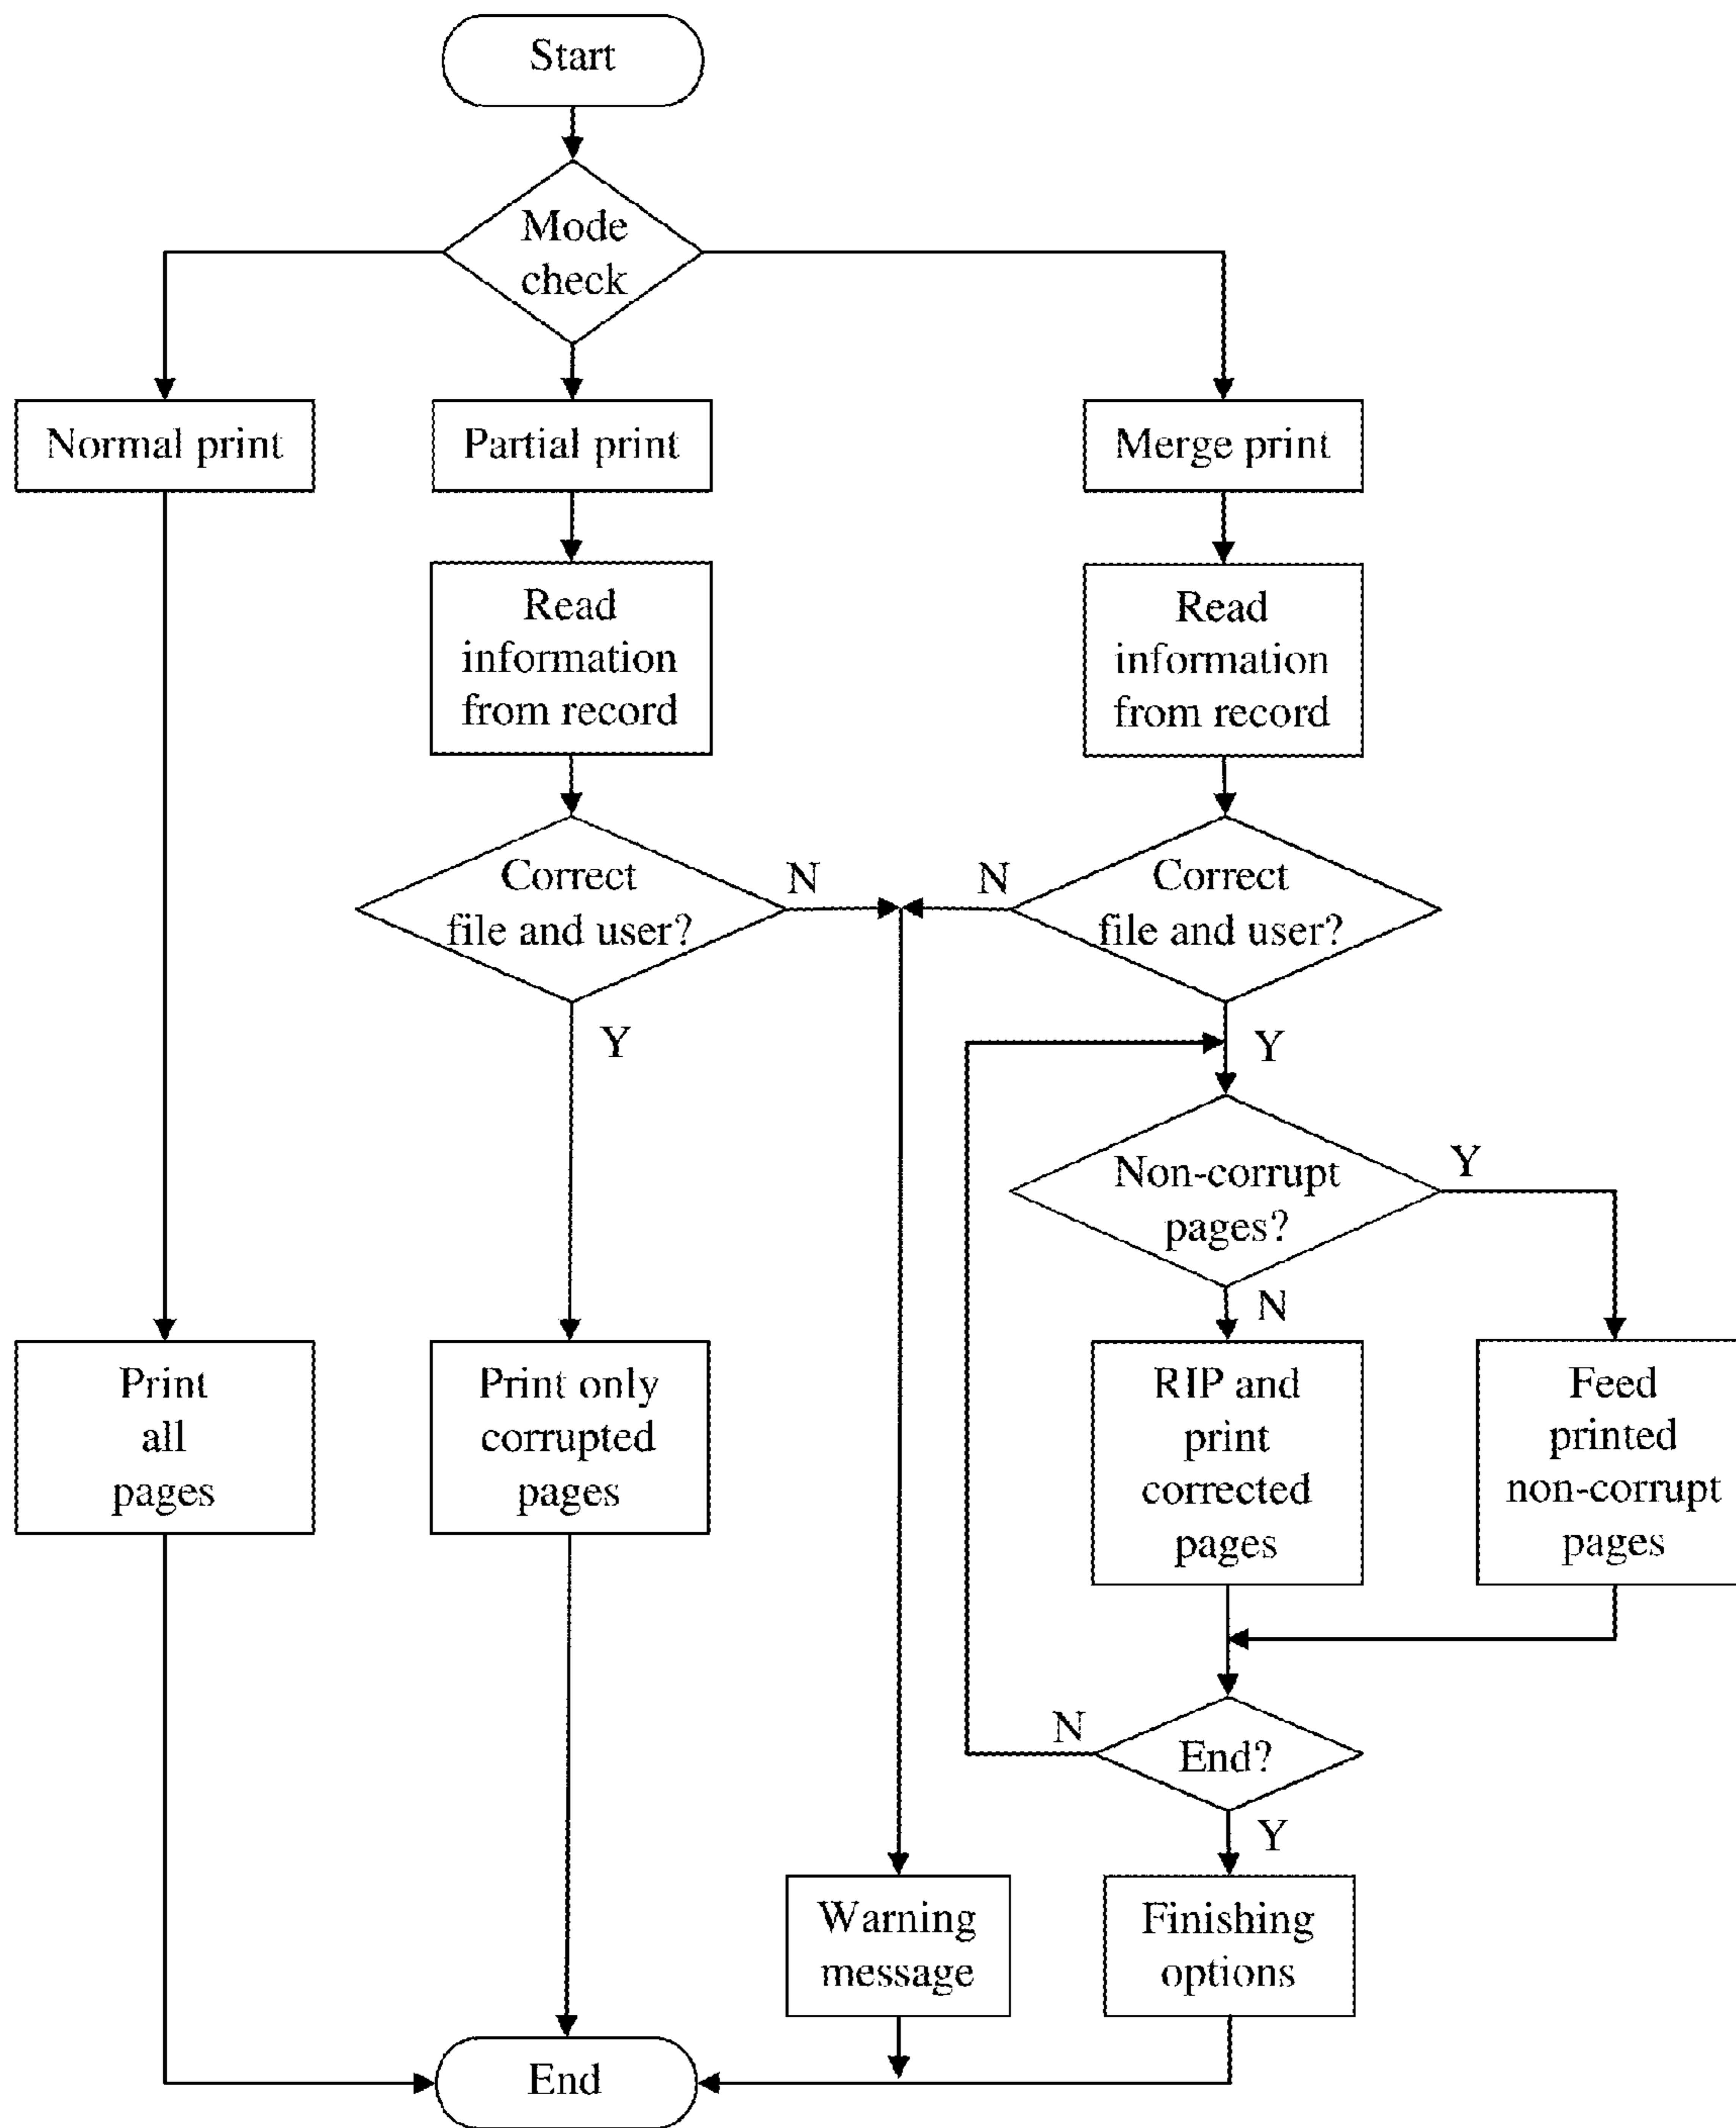 Start
Mode
check
Normal print
Partial print
Merge print
Read
information
from record
Read
information
from record
Correct
file and user?
N
N
Correct
file and user?
Y
Y
Non-corrupt
pages?
Y
N
Print
all
pages
Print only
corrupted
pages
RIP and
print
corrected
pages
Feed
printed
non-corrupt
pages
N
End?
Y
Warning
message
Finishing
options
End